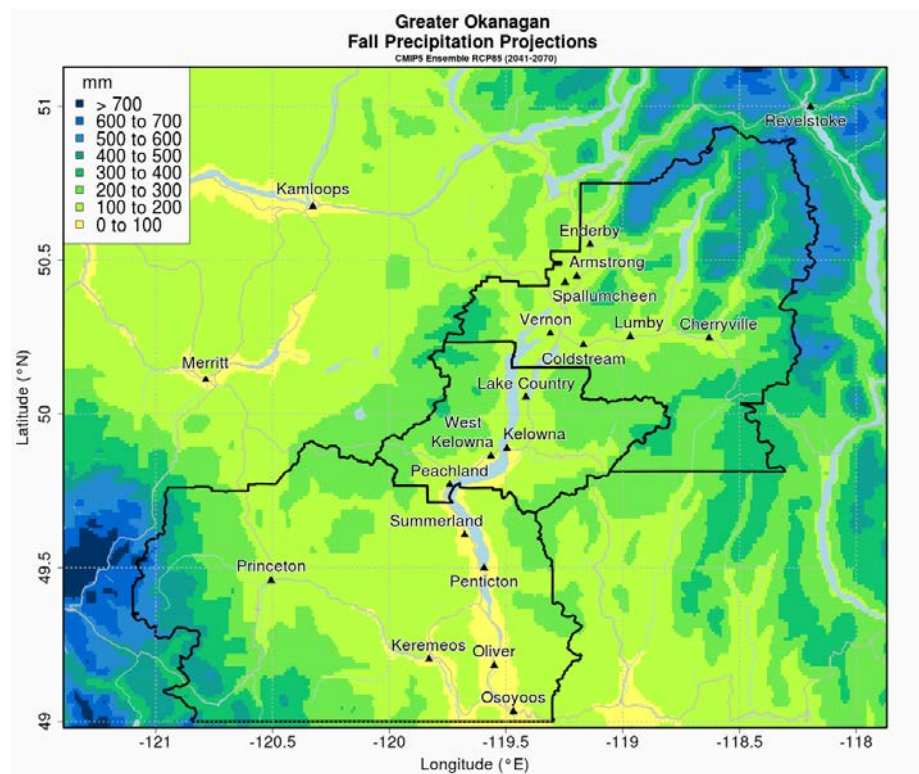 Greater Okanagan
Fall Precipitation Projections
CMIP5 Ensemble RCP85 (2041-2070)
mm
> 700
600 to 700
500 to 600
400 to 500
300 to 400
200 to 300
100 to 200
0 to 100
Revelstoke
Kamloops
Enderby
Armstrong
Spallumcheen
Vernon
Lumby
Cherryville
Coldstream
Merritt
Lake Country
West
Kelowna
Kelowna
Peachland
Summerland
Princeton
Penticton
Keremeos
Oliver
Osoyoos
51
50.5
50
49.5
49
Latitude (°N)
-121
-120.5
-120
-119.5
-119
-118.5
-118
Longitude (°E)